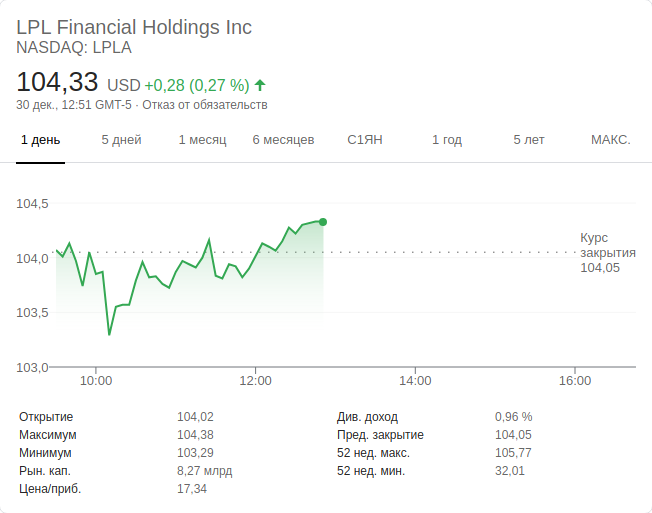 LPL Financial Holdings Inc
NASDAQ: LPLA
104,33 USD +0,28 (0,27 %)
30 дек., 12:51 GMT-5 · Отказ от обязательств
1 день 5 дней 1 месяц 6 месяцев С1ЯН 1 год 5 лет МАКС.
104,5
104,0
103,5
103,0
Курс
закрытия
104,05
10:00 12:00 14:00 16:00
Открытие 104,02
Максимум 104,38
Минимум 103,29
Рын. кап. 8,27 млрд
Цена/приб. 17,34
Див. доход 0,96 %
Пред. закрытие 104,05
52 нед. макс. 105,77
52 нед. мин. 32,01